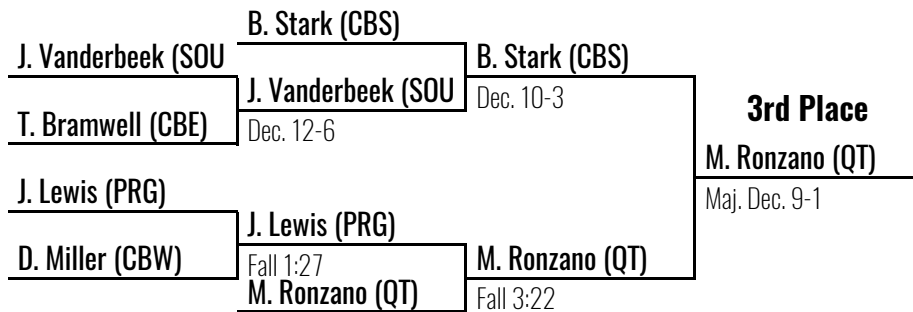 B. Stark (CBS)
J. Vanderbeek (SOU
B. Stark (CBS)
J. Vanderbeek (SOU
Dec. 10-3
T. Bramwell (CBE)
Dec. 12-6
3rd Place
M. Ronzano (QT)
J. Lewis (PRG)
Maj. Dec. 9-1
J. Lewis (PRG)
D. Miller (CBW)
Fall 1:27
M. Ronzano (QT)
M. Ronzano (QT)
Fall 3:22